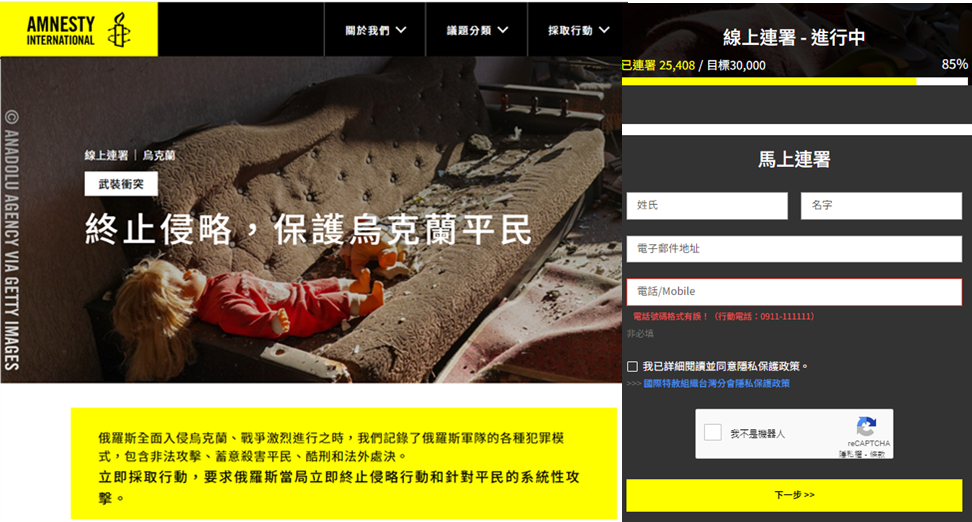 AMNESTY
INTERNATIONAL
關於我們
議題分類
採取行動
© ANADOLU AGENCY VIA GETTY IMAGES
線上連署 | 烏克蘭
武裝衝突
終止侵略，保護烏克蘭平民
俄羅斯全面入侵烏克蘭、戰爭激烈進行之時，我們記錄了俄羅斯軍隊的各種犯罪模
式，包含非法攻擊、蓄意殺害平民、酷刑和法外處決。
立即採取行動，要求俄羅斯當局立即終止侵略行動和針對平民的系統性攻
擊。
線上連署 - 進行中
已連署 25,408 / 目標30,000
85%
馬上連署
姓氏
名字
電子郵件地址
電話/Mobile
電話號碼格式有誤！（行動電話：0911-111111）
非必填
我已詳細閱讀並同意隱私保護政策。
>>> 國際特赦組織台灣分會隱私保護政策
我不是機器人
reCAPTCHA
隱私權 - 條款
下一步 >>